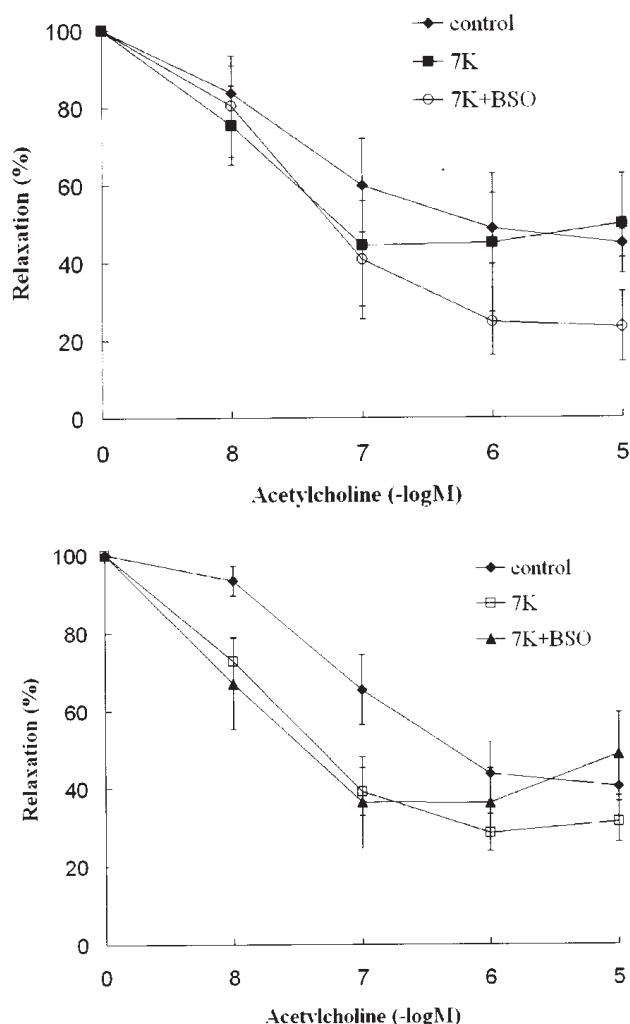 control
7K
7K+BSO
100
80
60
40
20
0
Relaxation (%)
0 8 7 6 5
Acetylcholine (-logM)
control
7K
7K+BSO
100
80
60
40
20
0
Relaxation (%)
0 8 7 6 5
Acetylcholine (-logM)